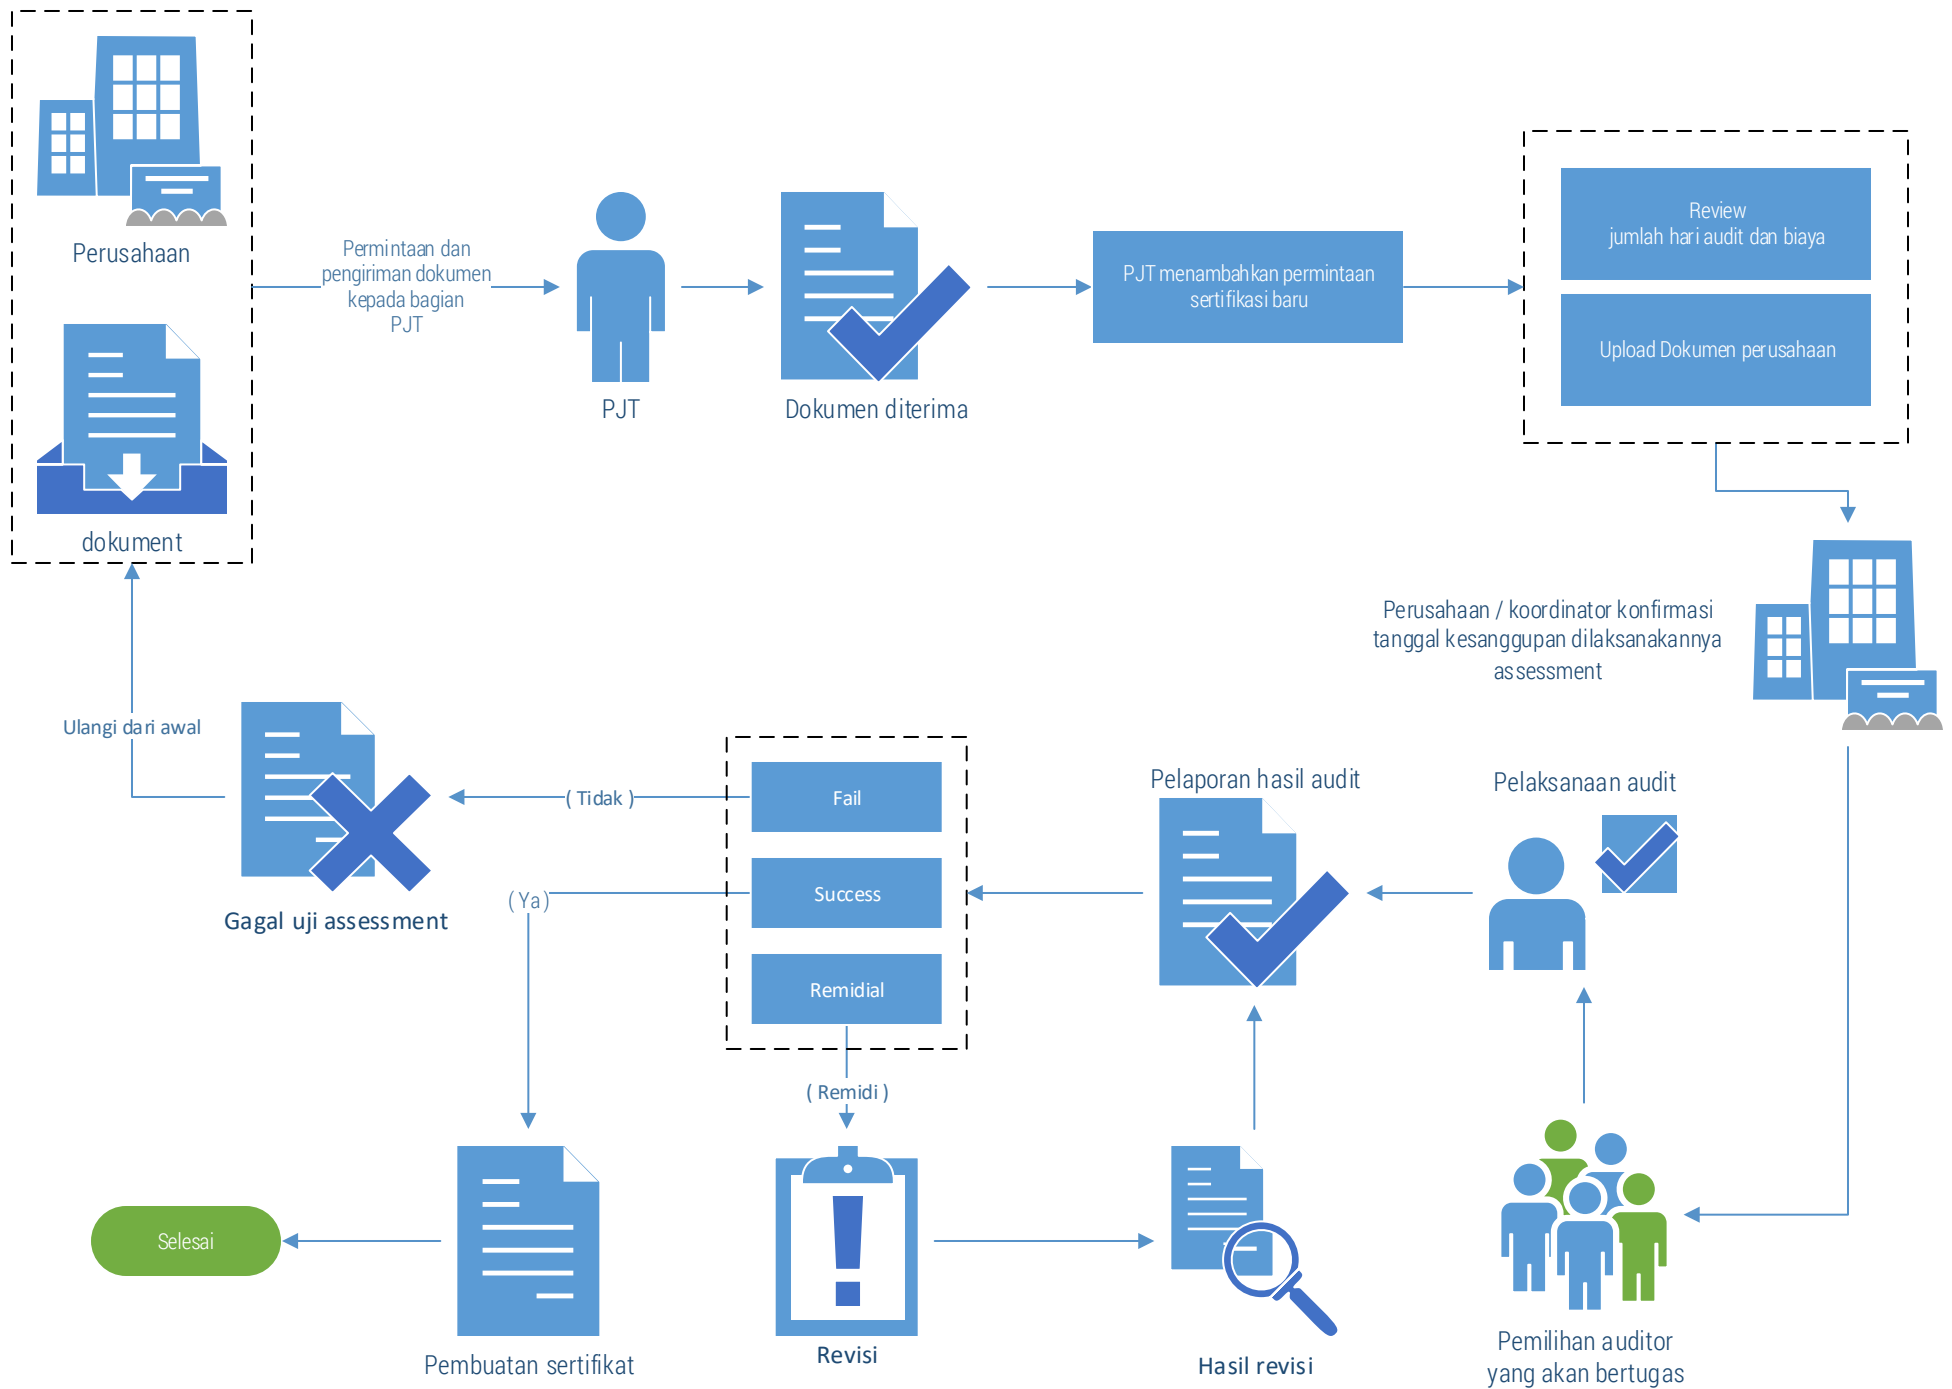 Perusahaan
dokument
Permintaan dan
pengiriman dokumen
kepada bagian
PJT
PJT
Dokumen diterima
PJT menambahkan permintaan
sertifikasi baru
Review
jumlah hari audit dan biaya
Upload Dokumen perusahaan
Perusahaan / koordinator konfirmasi
tanggal kesanggupan dilaksanakannya
assessment
Pemilihan auditor
yang akan bertugas
Pelaksanaan audit
Pelaporan hasil audit
Fail
Success
Remidial
( Tidak )
Gagal uji assessment
Ulangi dari awal
( Ya )
Pembuatan sertifikat
Selesai
( Remidi )
Revisi
Hasil revisi